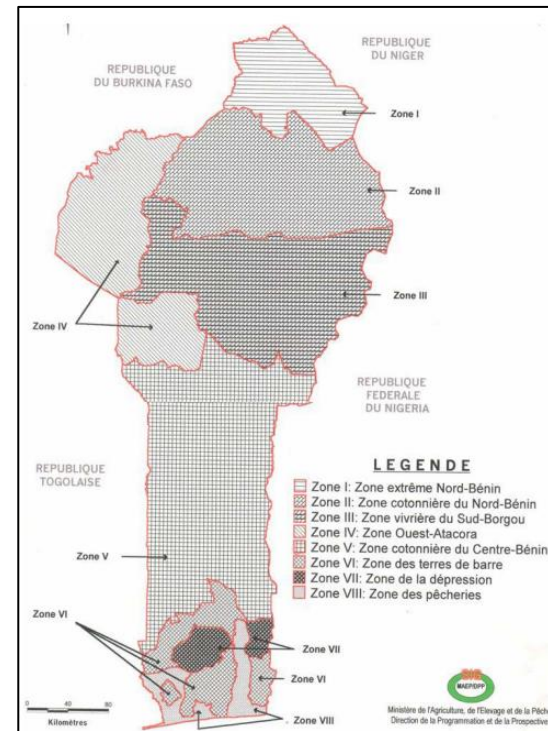 REPUBLIQUE
DU NIGER
REPUBLIQUE
DU BURKINA FASO
Zone I
Zone II
Zone III
Zone IV
REPUBLIQUE
FEDERALE
DU NIGERIA
REPUBLIQUE
TOGOLAISE
LEGENDE
Zone I: Zone extrême Nord-Bénin
Zone II: Zone cotonnière du Nord-Bénin
Zone III: Zone vivrière du Sud-Borgou
Zone IV: Zone Ouest-Atacora
Zone V: Zone cotonnière du Centre-Bénin
Zone VI: Zone des terres de barre
Zone VII: Zone de la dépression
Zone VIII: Zone des pêcheries
Zone V
Zone VI
Zone VII
Zone VI
Zone VIII
MAEP/DPP
Ministère de l'Agriculture, de l'Elevage et de la Pêche
Direction de la Programmation et de la Prospective
0 40 80
Kilométres